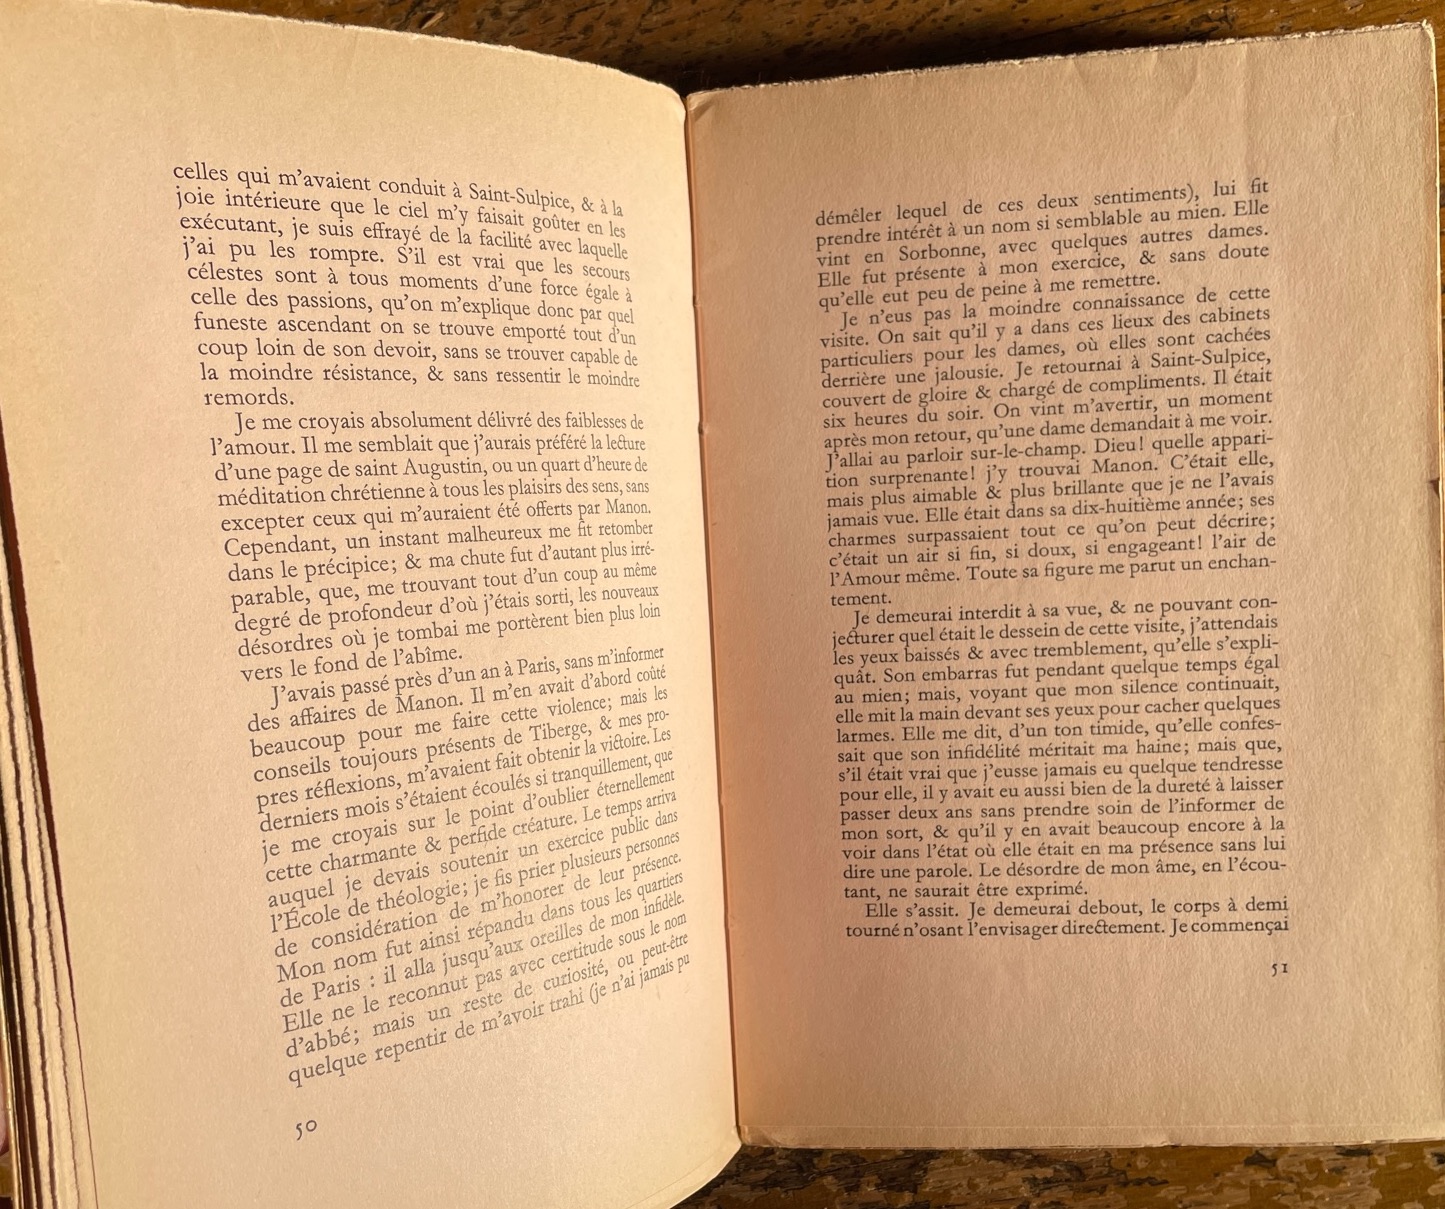 celles qui m'avaient conduit à Saint-Sulpice, & à la
joie intérieure que le ciel m'y faisait goûter en les
exécutant, je suis effrayé de la facilité avec laquelle
j'ai pu les rompre. S'il est vrai que les secours
célestes sont à tous moments d'une force égale à
celle des passions, qu'on m'explique donc par quel
funeste ascendant on se trouve emporté tout d'un
coup loin de son devoir, sans se trouver capable de
la moindre résistance, & sans ressentir le moindre
remords.
Je me croyais absolument délivré des faiblesses de
l'amour. Il me semblait que j'aurais préféré la lecture
d'une page de saint Augustin, ou un quart d'heure de
méditation chrétienne à tous les plaisirs des sens, sans
excepter ceux qui m'auraient été offerts par Manon.
Cependant, un instant malheureux me fit retomber
dans le précipice; & ma chute fut d'autant plus irré-
parable, que, me trouvant tout d'un coup au même
degré de profondeur d'où j'étais sorti, les nouveaux
désordres où je tombai me portèrent bien plus loin
vers le fond de l'abîme.
J'avais passé près d'un an à Paris, sans m'informer
des affaires de Manon. Il m'en avait d'abord coûté
beaucoup pour me faire cette violence; mais les
conseils toujours présents de Tiberge, & mes pro-
pres réflexions, m'avaient fait obtenir la victoire. Les
derniers mois s'étaient écoulés si tranquillement, que
je me croyais sur le point d'oublier éternellement
cette charmante & perfide créature. Le temps arriva
auquel je devais soutenir un exercice public dans
l'École de théologie; je fis prier plusieurs personnes
de considération de m'honorer de leur présence.
Mon nom fut ainsi répandu dans tous les quartiers
de Paris : il alla jusqu'aux oreilles de mon infidèle.
Elle ne le reconnut pas avec certitude sous le nom
d'abbé; mais un reste de curiosité, ou peut-être
quelque repentir de m'avoir trahi (je n'ai jamais pu
50
démêler lequel de ces deux sentiments), lui fit
prendre intérêt à un nom si semblable au mien. Elle
vint en Sorbonne, avec quelques autres dames.
Elle fut présente à mon exercice, & sans doute
qu'elle eut peu de peine à me remettre.
Je n'eus pas la moindre connaissance de cette
visite. On sait qu'il y a dans ces lieux des cabinets
particuliers pour les dames, où elles sont cachées
derrière une jalousie. Je retournai à Saint-Sulpice,
couvert de gloire & chargé de compliments. Il était
six heures du soir. On vint m'avertir, un moment
après mon retour, qu'une dame demandait à me voir.
J'allai au parloir sur-le-champ. Dieu! quelle appari-
tion surprenante! j'y trouvai Manon. C'était elle,
mais plus aimable & plus brillante que je ne l'avais
jamais vue. Elle était dans sa dix-huitième année; ses
charmes surpassaient tout ce qu'on peut décrire;
c'était un air si fin, si doux, si engageant! l'air de
l'Amour même. Toute sa figure me parut un enchan-
tement.
Je demeurai interdit à sa vue, & ne pouvant con-
jecturer quel était le dessein de cette visite, j'attendais
les yeux baissés & avec tremblement, qu'elle s'expli-
quât. Son embarras fut pendant quelque temps égal
au mien; mais, voyant que mon silence continuait,
elle mit la main devant ses yeux pour cacher quelques
larmes. Elle me dit, d'un ton timide, qu'elle confes-
sait que son infidélité méritait ma haine; mais que,
s'il était vrai que j'eusse jamais eu quelque tendresse
pour elle, il y avait eu aussi bien de la dureté à laisser
passer deux ans sans prendre soin de l'informer de
mon sort, & qu'il y en avait beaucoup encore à la
voir dans l'état où elle était en ma présence sans lui
dire une parole. Le désordre de mon âme, en l'écou-
tant, ne saurait être exprimé.
Elle s'assit. Je demeurai debout, le corps à demi
tourné n'osant l'envisager directement. Je commençai
51